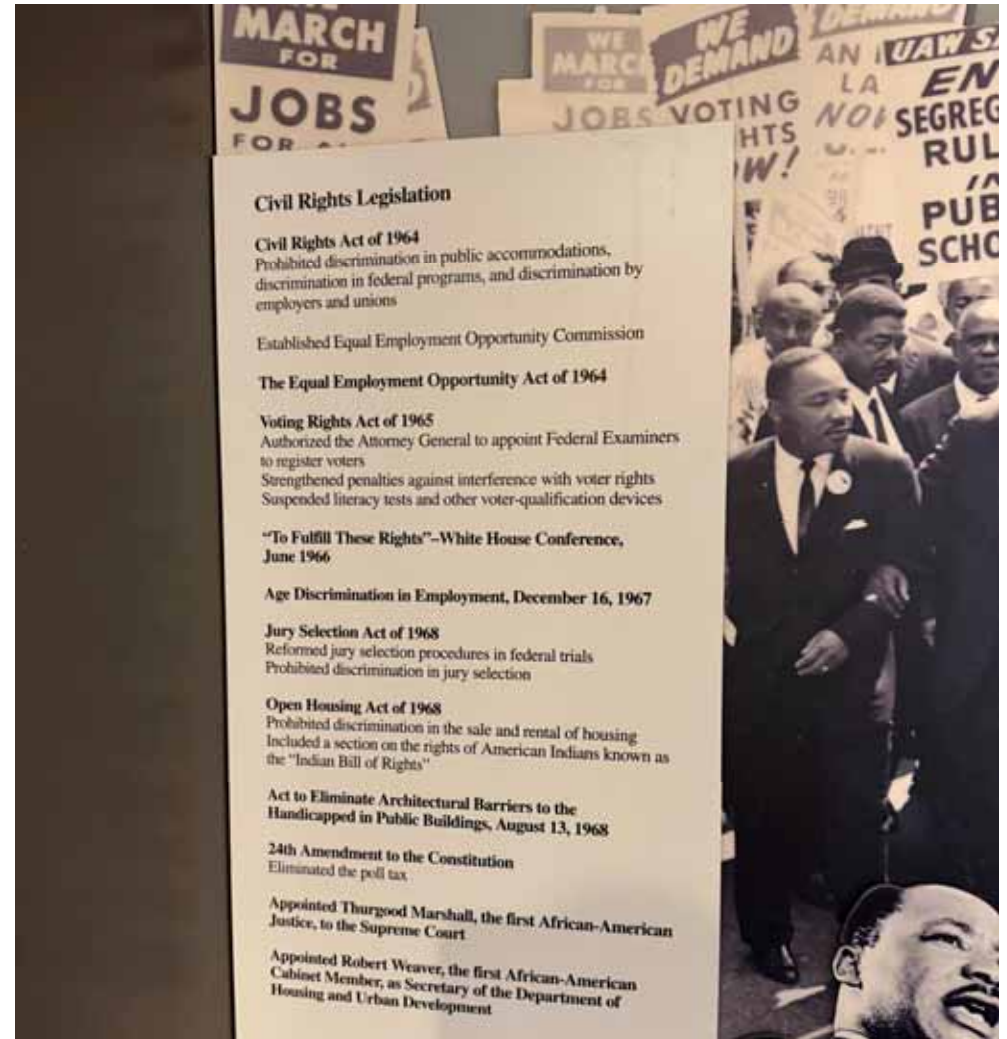 MARCH
FOR
JOBS
FOR
WE
MARCH
FOR
JOBS
WE
DEMAND
VOTING
HTS
W!
DEMAND
AN
LA
NOW
UAW SA
EN
SEGREG
RUL
IN
PUB
SCHO
Civil Rights Legislation
Civil Rights Act of 1964
Prohibited discrimination in public accommodations,
discrimination in federal programs, and discrimination by
employers and unions
Established Equal Employment Opportunity Commission
The Equal Employment Opportunity Act of 1964
Voting Rights Act of 1965
Authorized the Attorney General to appoint Federal Examiners
to register voters
Strengthened penalties against interference with voter rights
Suspended literacy tests and other voter-qualification devices
“To Fulfill These Rights”–White House Conference,
June 1966
Age Discrimination in Employment, December 16, 1967
Jury Selection Act of 1968
Reformed jury selection procedures in federal trials
Prohibited discrimination in jury selection
Open Housing Act of 1968
Prohibited discrimination in the sale and rental of housing
Included a section on the rights of American Indians known as
the “Indian Bill of Rights”
Act to Eliminate Architectural Barriers to the
Handicapped in Public Buildings, August 13, 1968
24th Amendment to the Constitution
Eliminated the poll tax
Appointed Thurgood Marshall, the first African-American
Justice, to the Supreme Court
Appointed Robert Weaver, the first African-American
Cabinet Member, as Secretary of the Department of
Housing and Urban Development